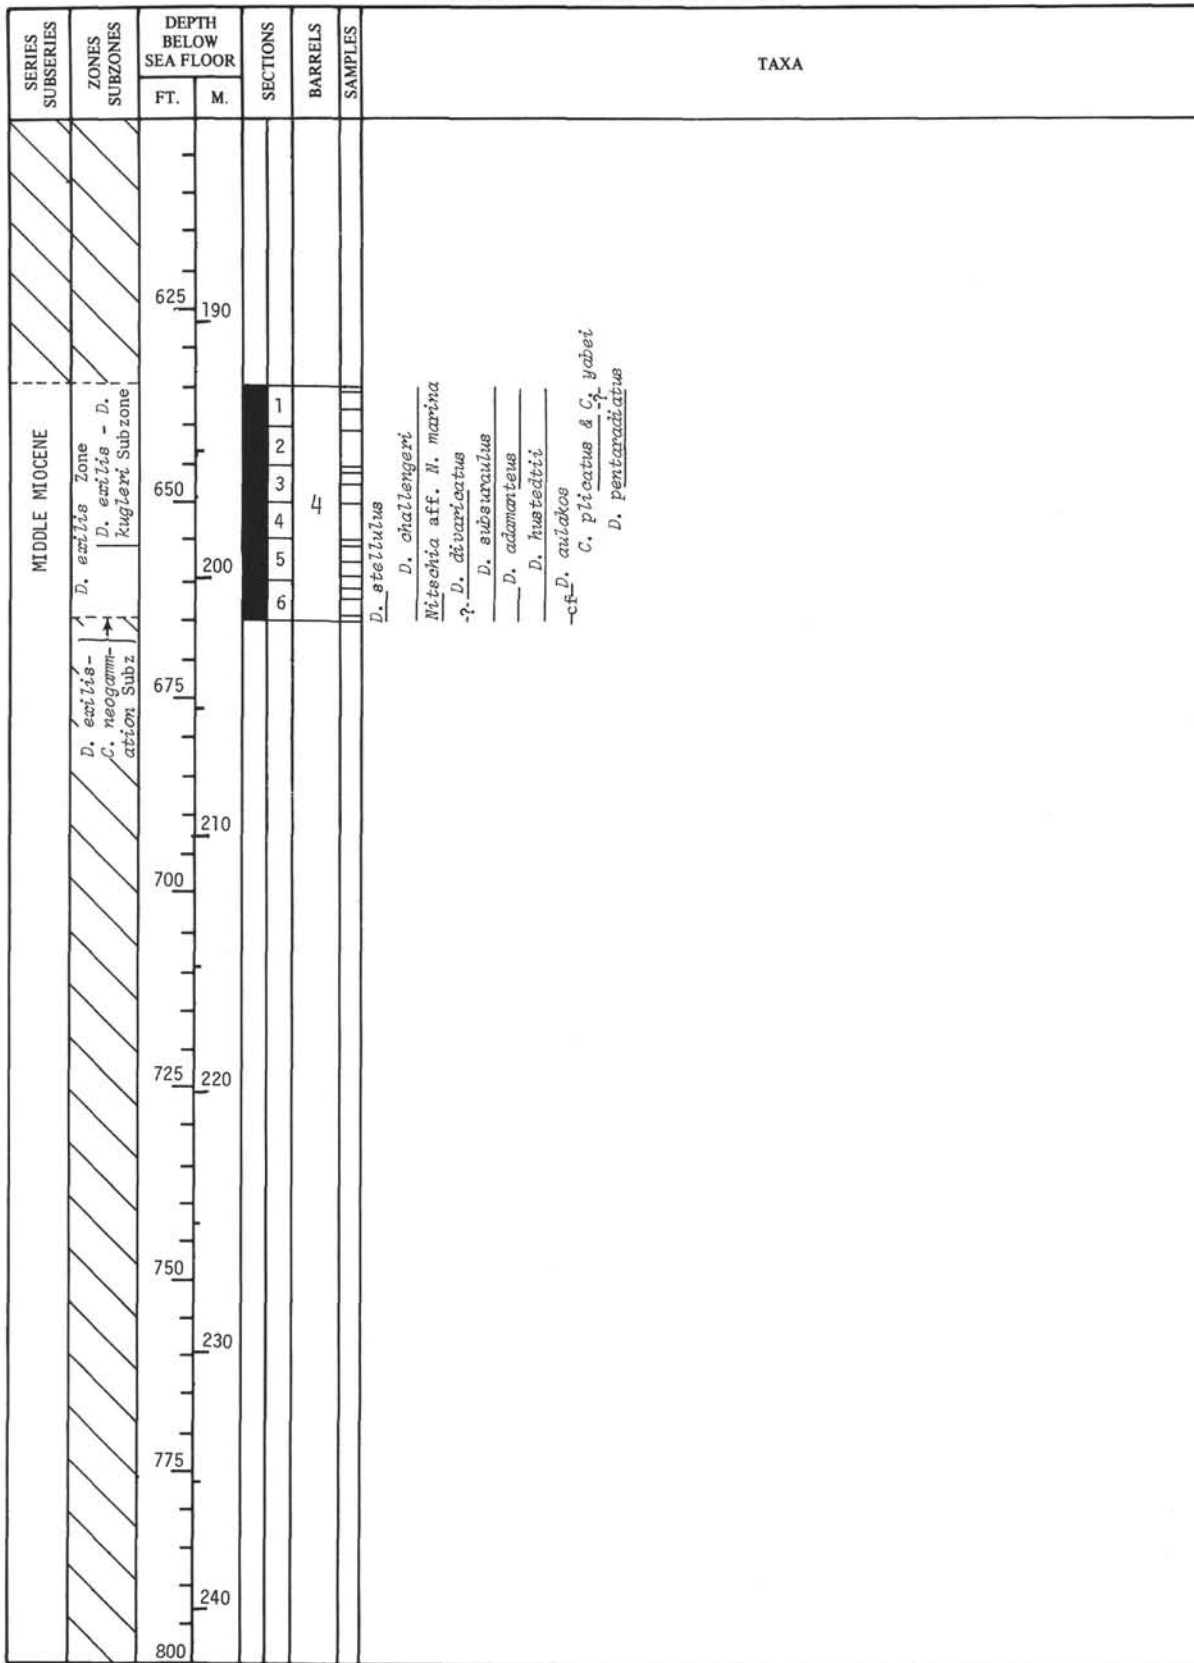 SERIES
SUBSERIES
ZONES
SUBZONES
DEPTH
BELOW
SEA FLOOR
FT.
M.
SECTIONS
BARRELS
SAMPLES
TAXA
MIDDLE MIOCENE
D. exilis Zone
D. exilis - D.
kugleri Subzone
D. exilis-
C. neogamm-
ation Subz
625
650
675
700
725
750
775
800
190
200
210
220
230
240
1
2
3
4
5
6
4
D. stellulus
D. challengeri
Nitschia aff. N. marina
-?- D. divaricatus
D. subsuraulus
D. adamanteus
D. hustedtii
-cf- D. aulakos
C. plicatus & C. yabei
-?-
D. pentaradiatus